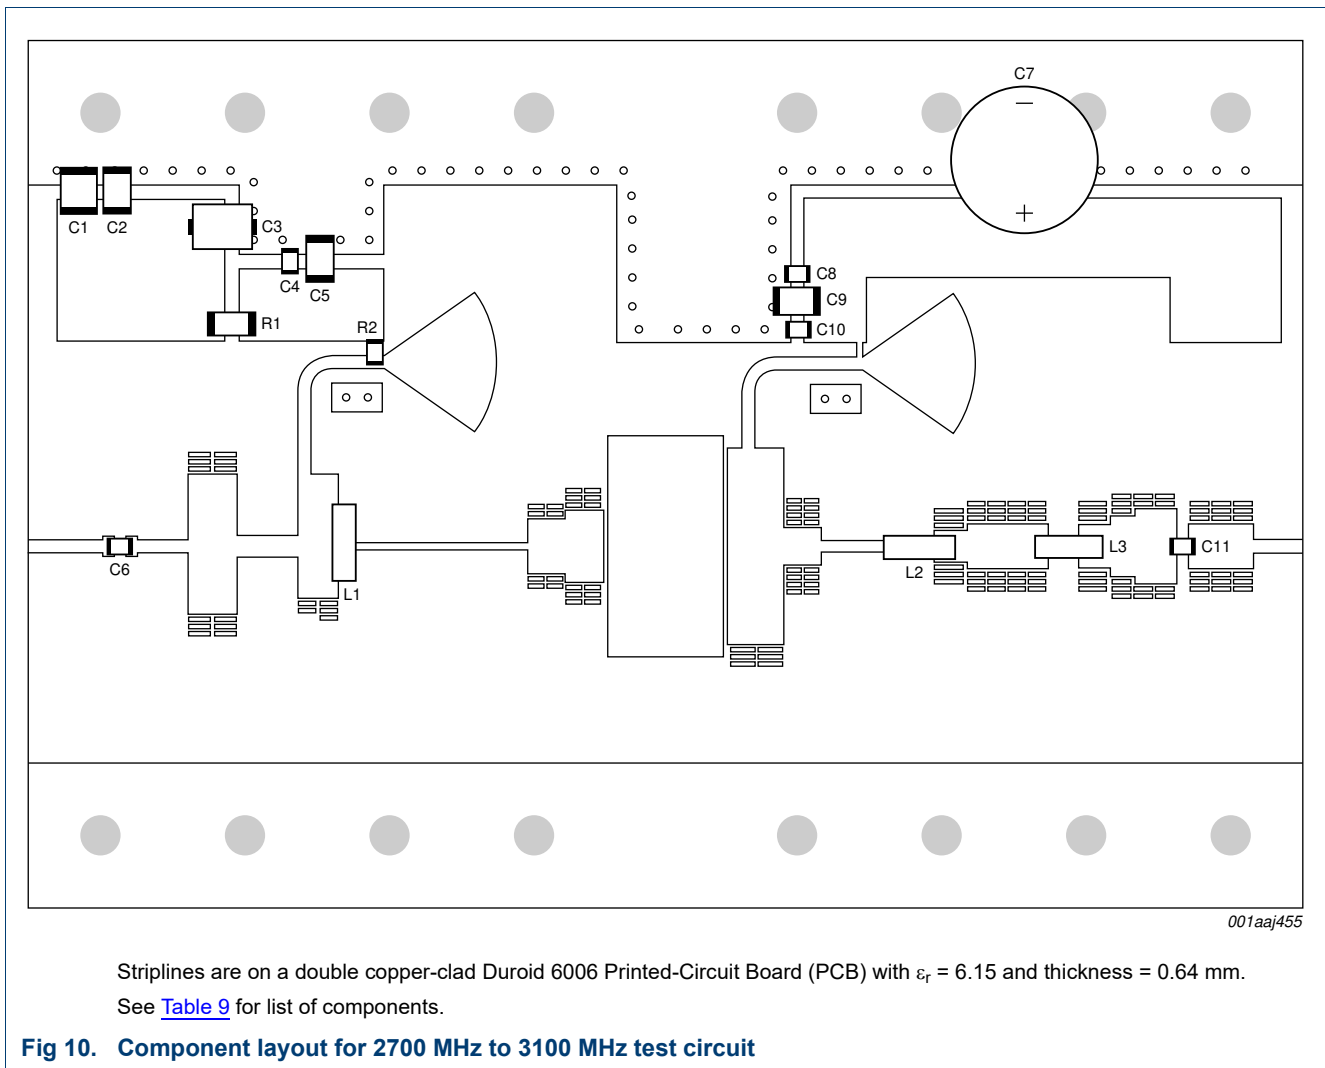 C7
−
+
C1
C2
C3
C4
C5
R1
R2
C8
C9
C10
C6
L1
L2
L3
C11
001aaj455
Striplines are on a double copper-clad Duroid 6006 Printed-Circuit Board (PCB) with εr = 6.15 and thickness = 0.64 mm.
See Table 9 for list of components.
Fig 10. Component layout for 2700 MHz to 3100 MHz test circuit